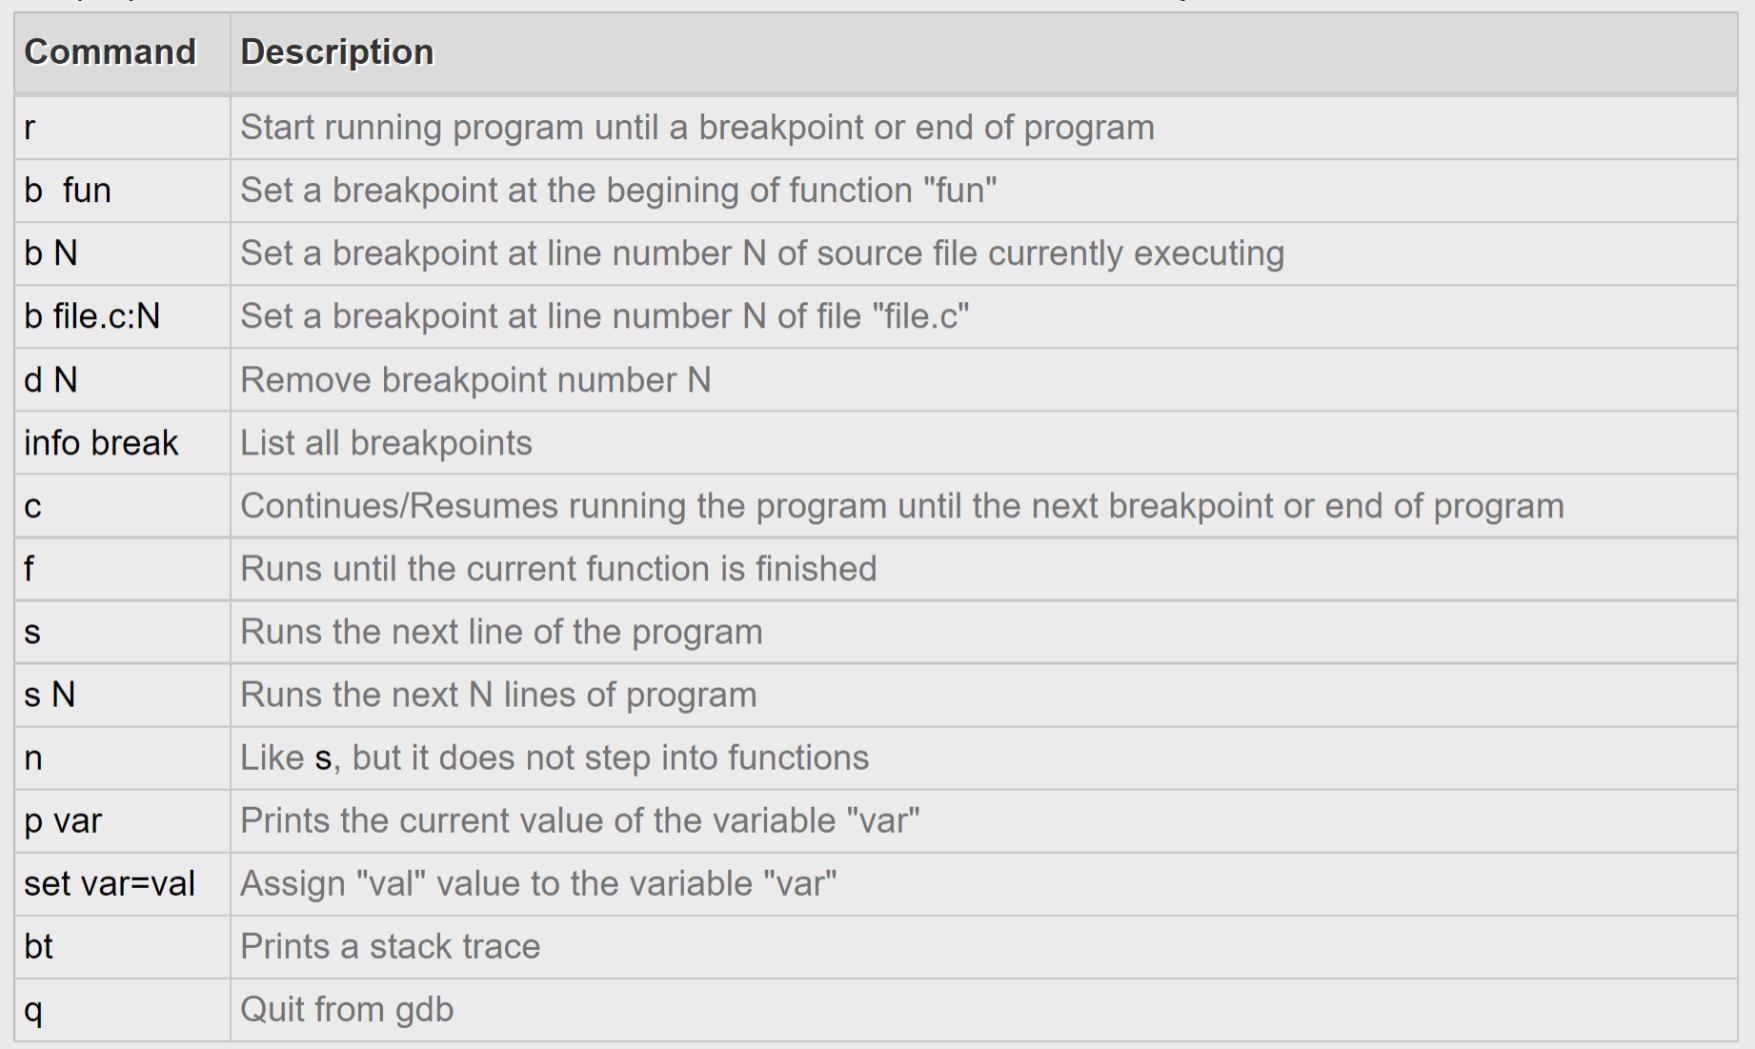 Command Description
r Start running program until a breakpoint or end of program
b fun Set a breakpoint at the begining of function "fun"
b N Set a breakpoint at line number N of source file currently executing
b file.c:N Set a breakpoint at line number N of file "file.c"
d N Remove breakpoint number N
info break List all breakpoints
c Continues/Resumes running the program until the next breakpoint or end of program
f Runs until the current function is finished
s Runs the next line of the program
s N Runs the next N lines of program
n Like s, but it does not step into functions
p var Prints the current value of the variable "var"
set var=val Assign "val" value to the variable "var"
bt Prints a stack trace
q Quit from gdb